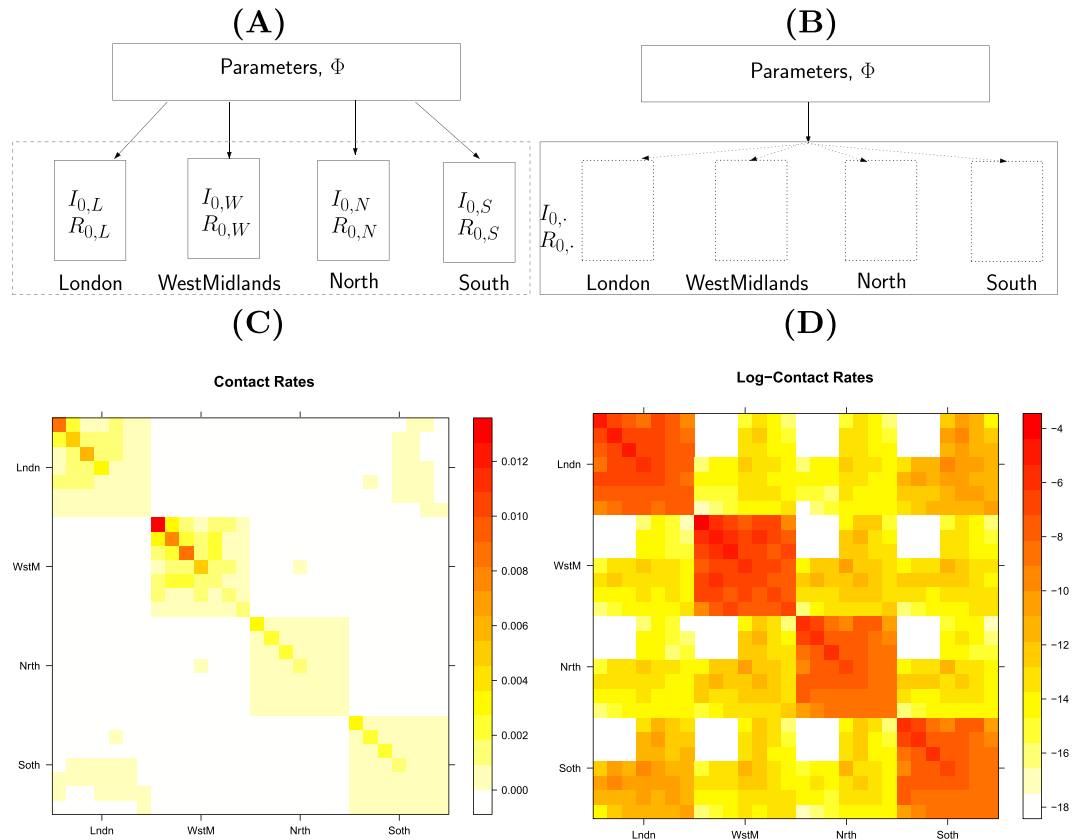 (A)
Parameters, Φ
I0,L
R0,L
I0,W
R0,W
I0,N
R0,N
I0,S
R0,S
London
WestMidlands
North
South
(B)
Parameters, Φ
I0,·
R0,·
London
WestMidlands
North
South
(C)
Contact Rates
Lndn
WstM
Nrth
Soth
Lndn
WstM
Nrth
Soth
0.012
0.010
0.008
0.006
0.004
0.002
0.000
(D)
Log−Contact Rates
Lndn
WstM
Nrth
Soth
Lndn
WstM
Nrth
Soth
−4
−6
−8
−10
−12
−14
−16
−18